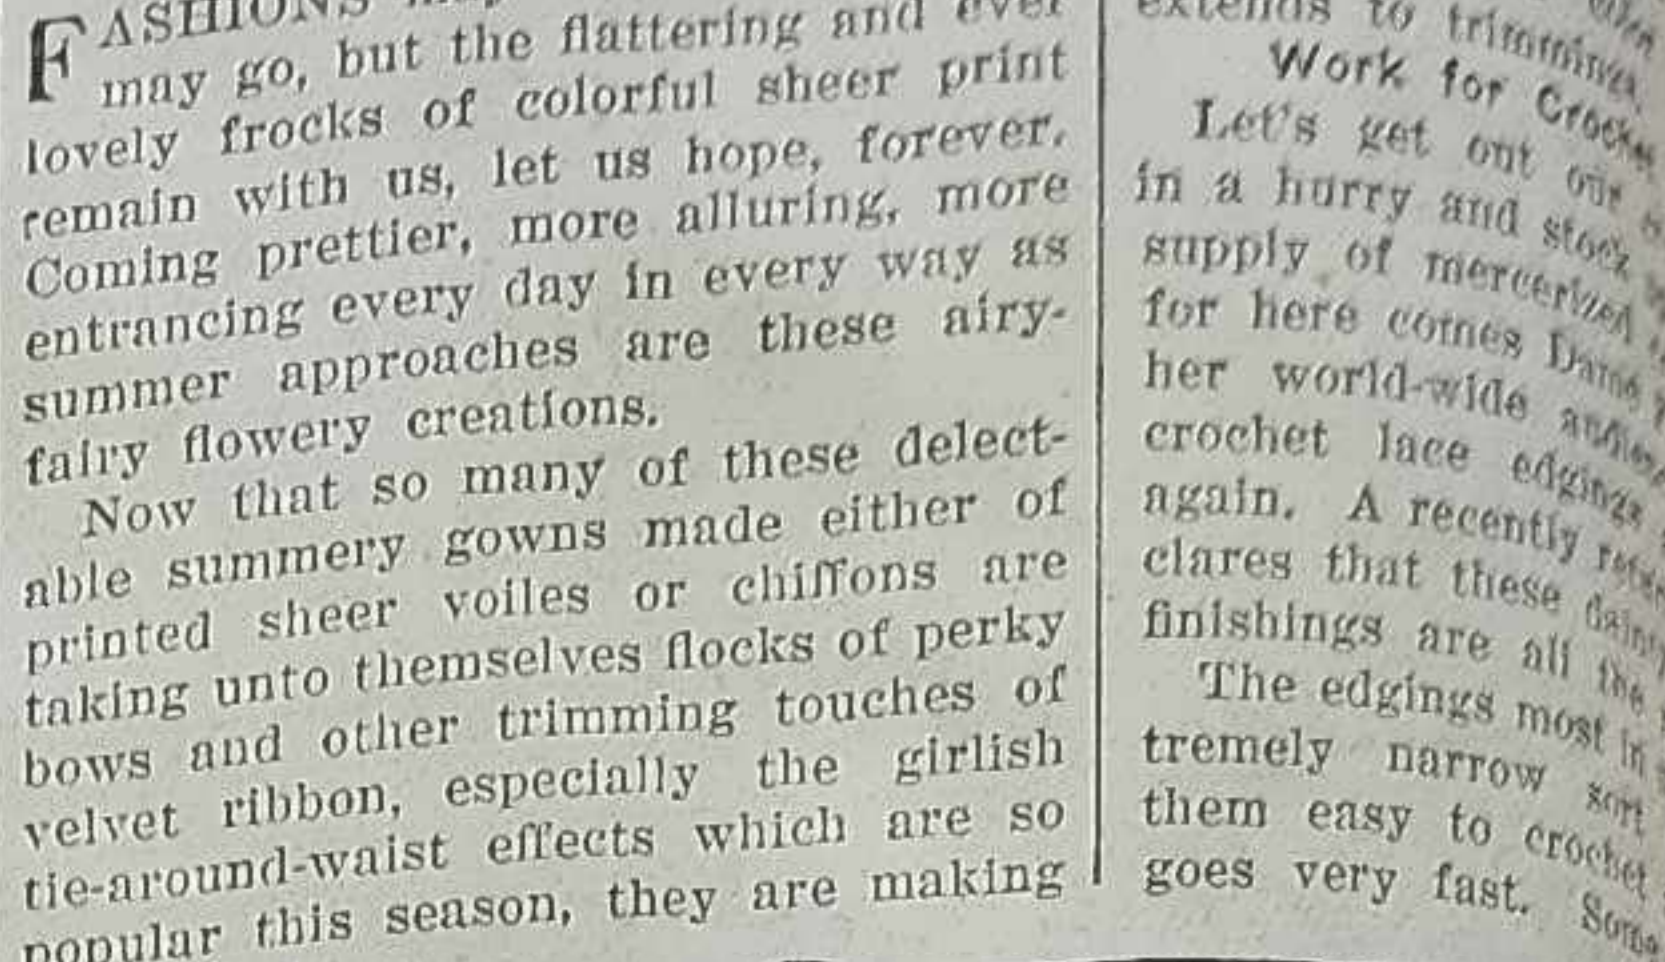 FASHIONS may
may go, but the flattering and ever
lovely frocks of colorful sheer print
remain with us, let us hope, forever.
Coming prettier, more alluring, more
entrancing every day in every way as
summer approaches are these airy-
fairy flowery creations.
Now that so many of these delect-
able summery gowns made either of
printed sheer voiles or chiffons are
taking unto themselves flocks of perky
bows and other trimming touches of
velvet ribbon, especially the girlish
tie-around-waist effects which are so
popular this season, they are making
extends to trimmings
Work for Crochet
Let's get out our
in a hurry and stock
supply of mercerized
for here comes Dame
her world-wide
crochet lace edgings
again. A recently
clares that these dainty
finishings are all the
The edgings most in
tremely narrow sort
them easy to crochet
goes very fast. Some